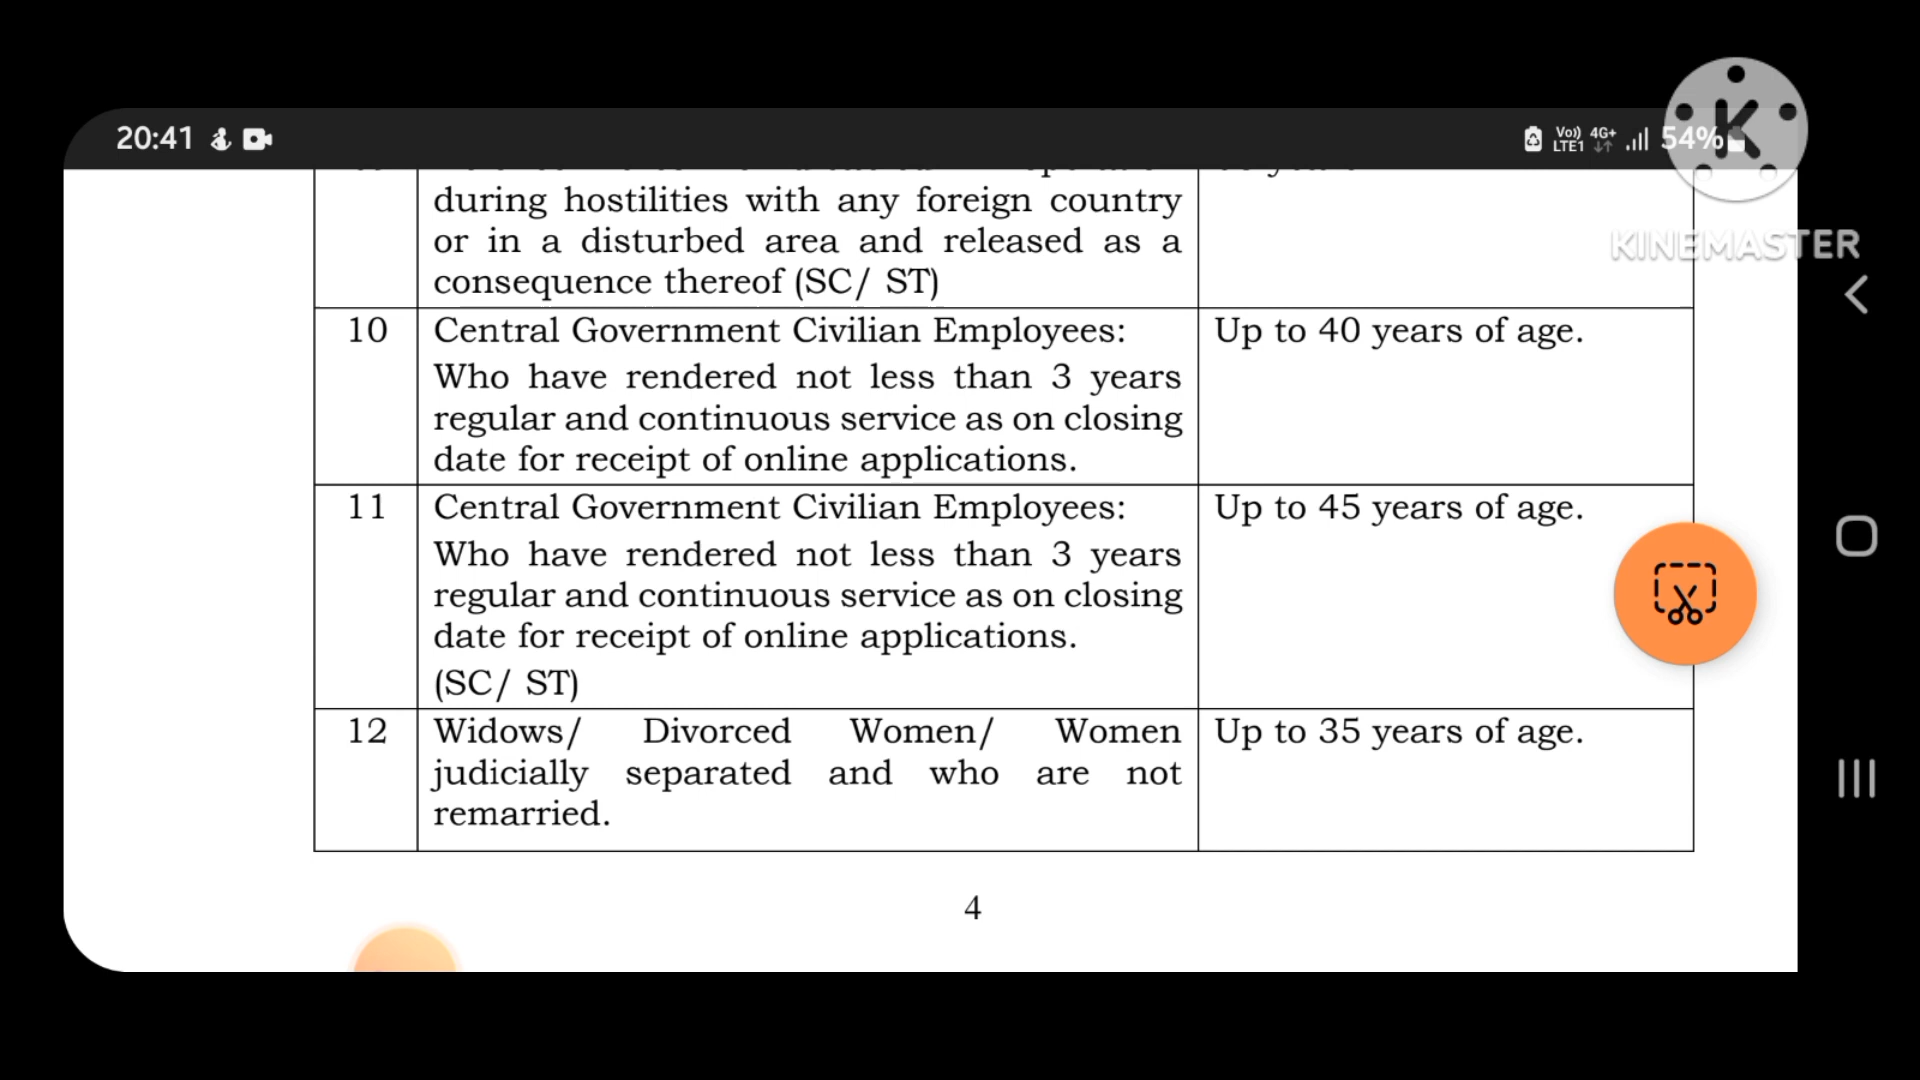 20:41
Vo)) 4G+ 54%
LTE1
K
KINEMASTER
during hostilities with any foreign country
or in a disturbed area and released as a
consequence thereof (SC/ ST)
10 Central Government Civilian Employees: Up to 40 years of age.
Who have rendered not less than 3 years
regular and continuous service as on closing
date for receipt of online applications.
11 Central Government Civilian Employees: Up to 45 years of age.
Who have rendered not less than 3 years
regular and continuous service as on closing
date for receipt of online applications.
(SC/ ST)
12 Widows/ Divorced Women/ Women Up to 35 years of age.
judicially separated and who are not
remarried.
4